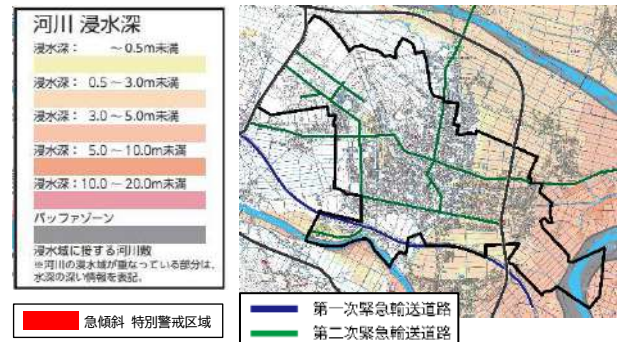 河川 浸水深
浸水深： ～0.5m未満
浸水深： 0.5～3.0m未満
浸水深： 3.0～5.0m未満
浸水深： 5.0～10.0m未満
浸水深：10.0～20.0m未満
バッファゾーン
浸水域に接する河川敷
※河川の浸水域が重なっている部分は、
水深の深い情報を表記。
急傾斜 特別警戒区域
第一次緊急輸送道路
第二次緊急輸送道路